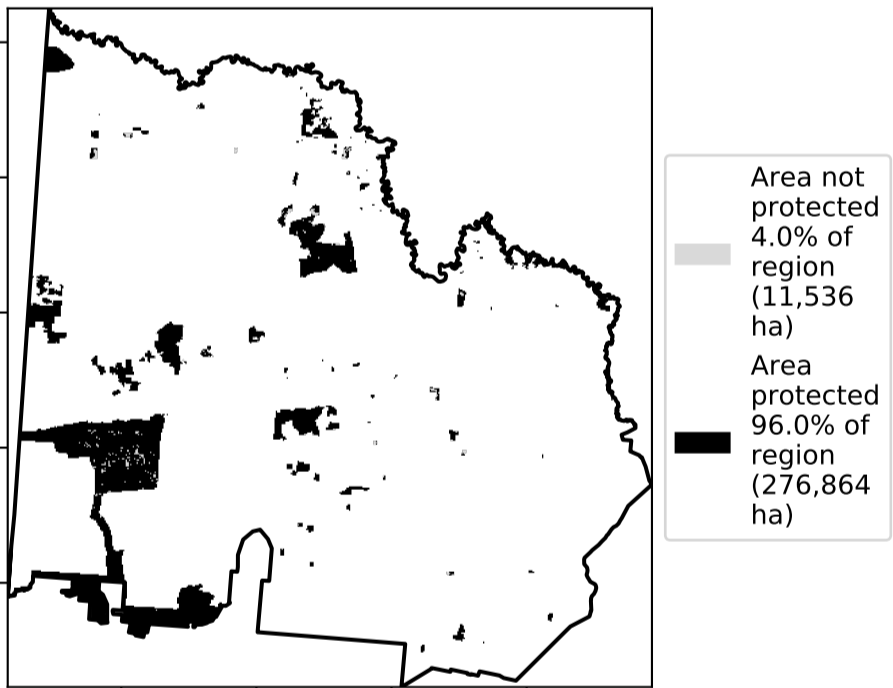 Area not
protected
4.0% of
region
(11,536
ha)
Area
protected
96.0% of
region
(276,864
ha)